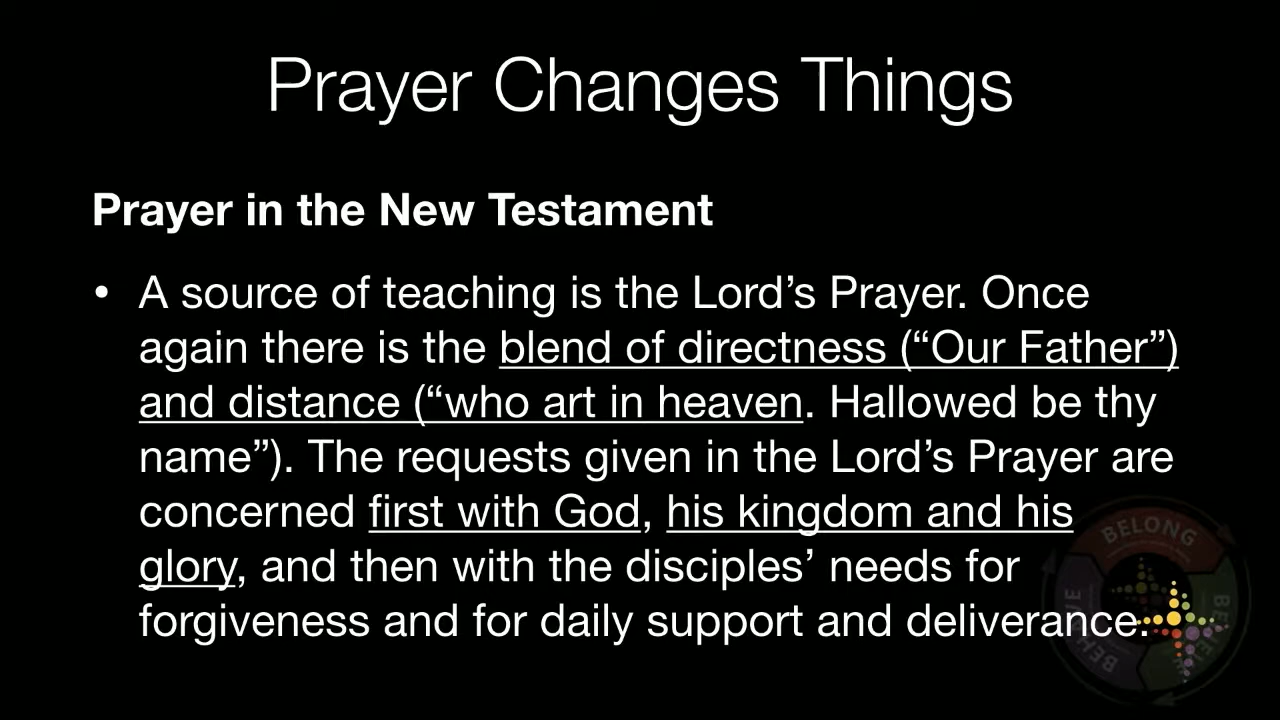 Prayer Changes Things
Prayer in the New Testament
• A source of teaching is the Lord’s Prayer. Once
again there is the blend of directness (“Our Father”)
and distance (“who art in heaven. Hallowed be thy
name”). The requests given in the Lord’s Prayer are
concerned first with God, his kingdom and his
glory, and then with the disciples’ needs for
forgiveness and for daily support and deliverance.
BELONG